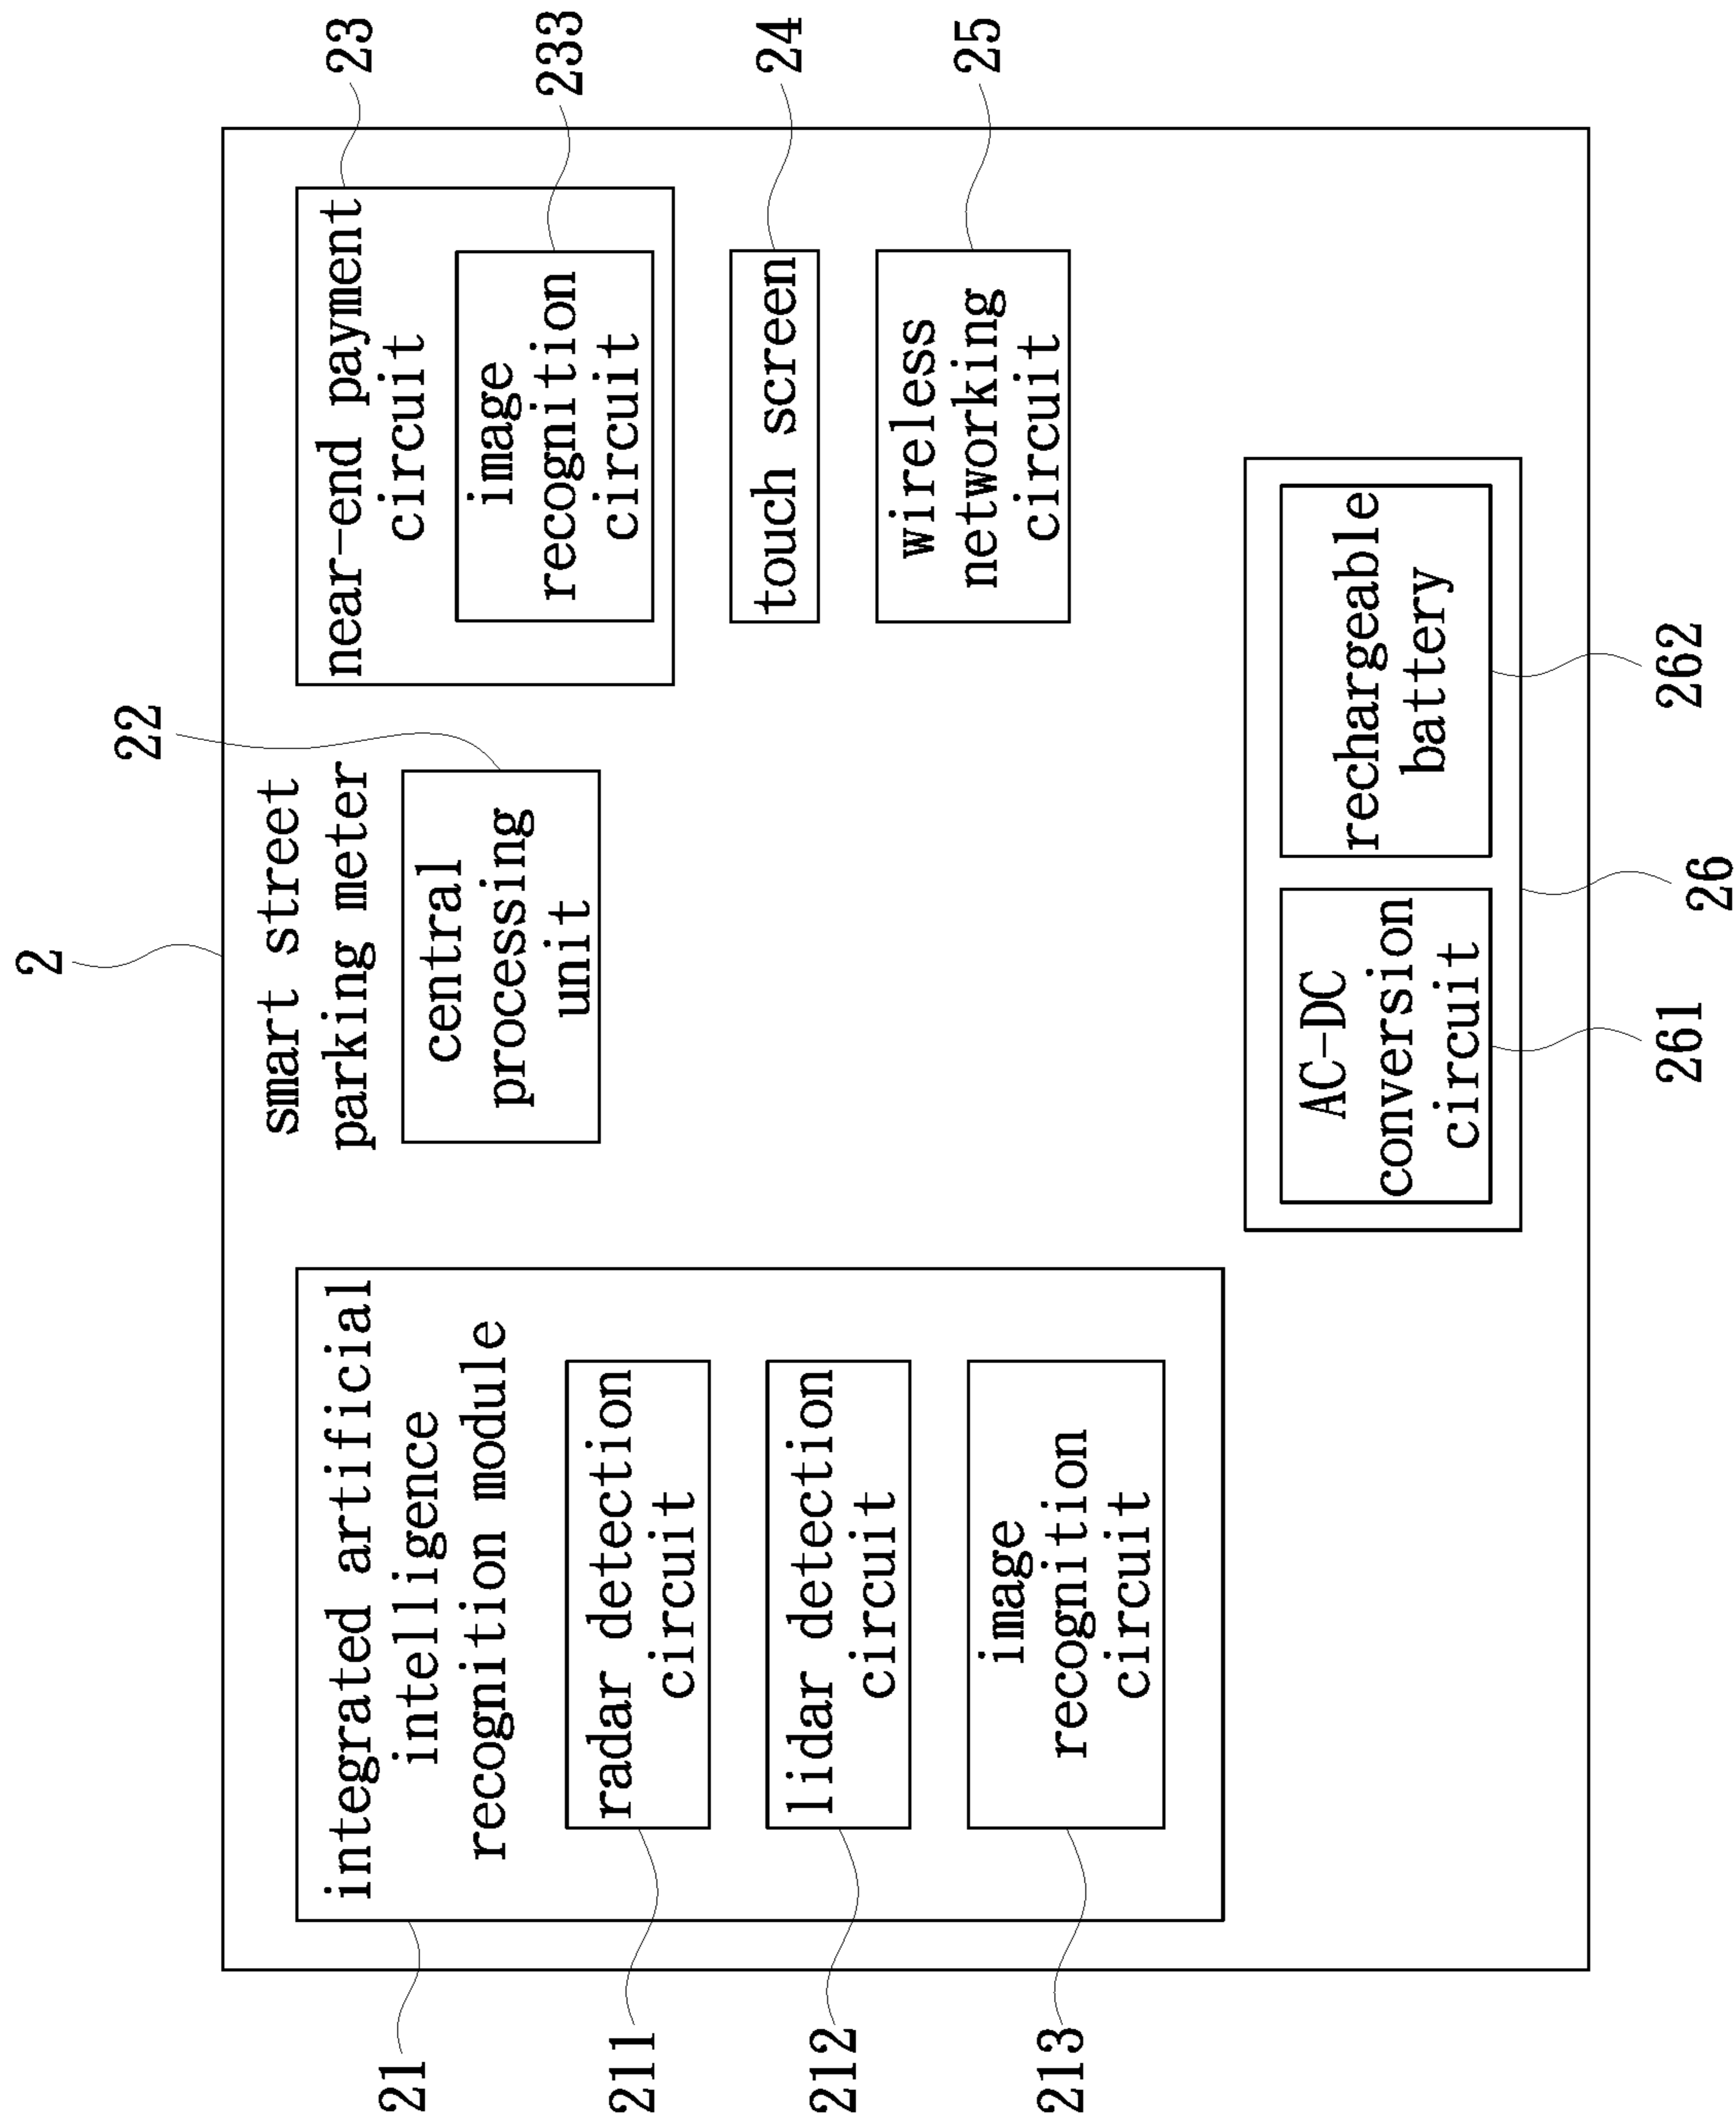 2
22
smart street
parking meter
21
integrated artificial
intelligence
recognition module
211
radar detection
circuit
212
lidar detection
circuit
213
image
recognition
circuit
central
processing
unit
23
near-end payment
circuit
233
image
recognition
circuit
24
touch screen
25
wireless
networking
circuit
AC-DC
conversion
circuit
rechargeable
battery
261
26
262